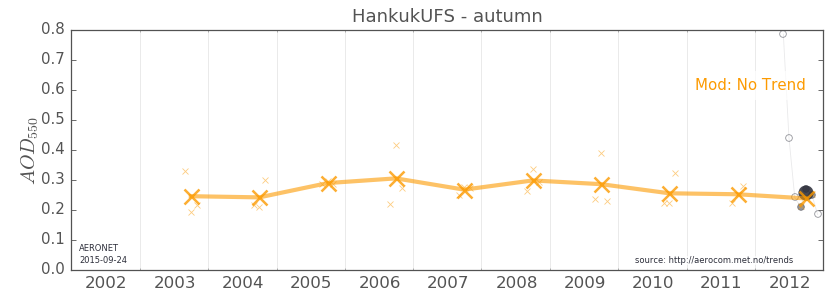 HankukUFS - autumn
0.8
0.7
0.6
0.5
0.4
0.3
0.2
0.1
0.0
AOD550
Mod: No Trend
AERONET
2015-09-24
source: http://aerocom.met.no/trends
2002 2003 2004 2005 2006 2007 2008 2009 2010 2011 2012